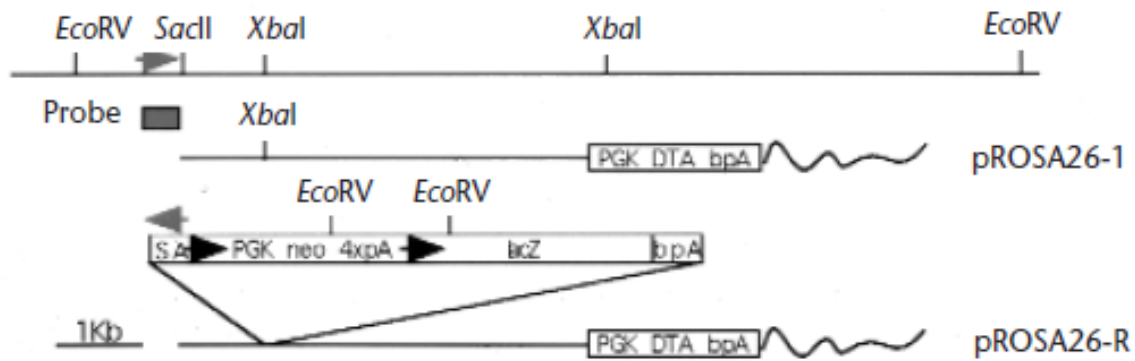 EcoRV SacII XbaI XbaI EcoRV
Probe XbaI
PGK DTA bpA pROSA26-1
EcoRV EcoRV
SA PGK neo 4xpA lacZ bpA
1Kb PGK DTA bpA pROSA26-R